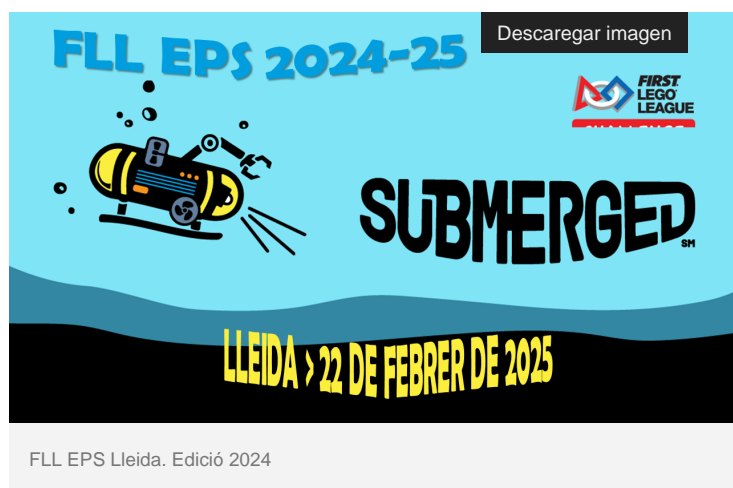 Descaregar imagen
FLL EPS 2024-25
FIRST
LEGO
LEAGUE
CHALLENGE
SUBMERGED
SM
LLEIDA > 22 DE FEBRER DE 2025
FLL EPS Lleida. Edició 2024